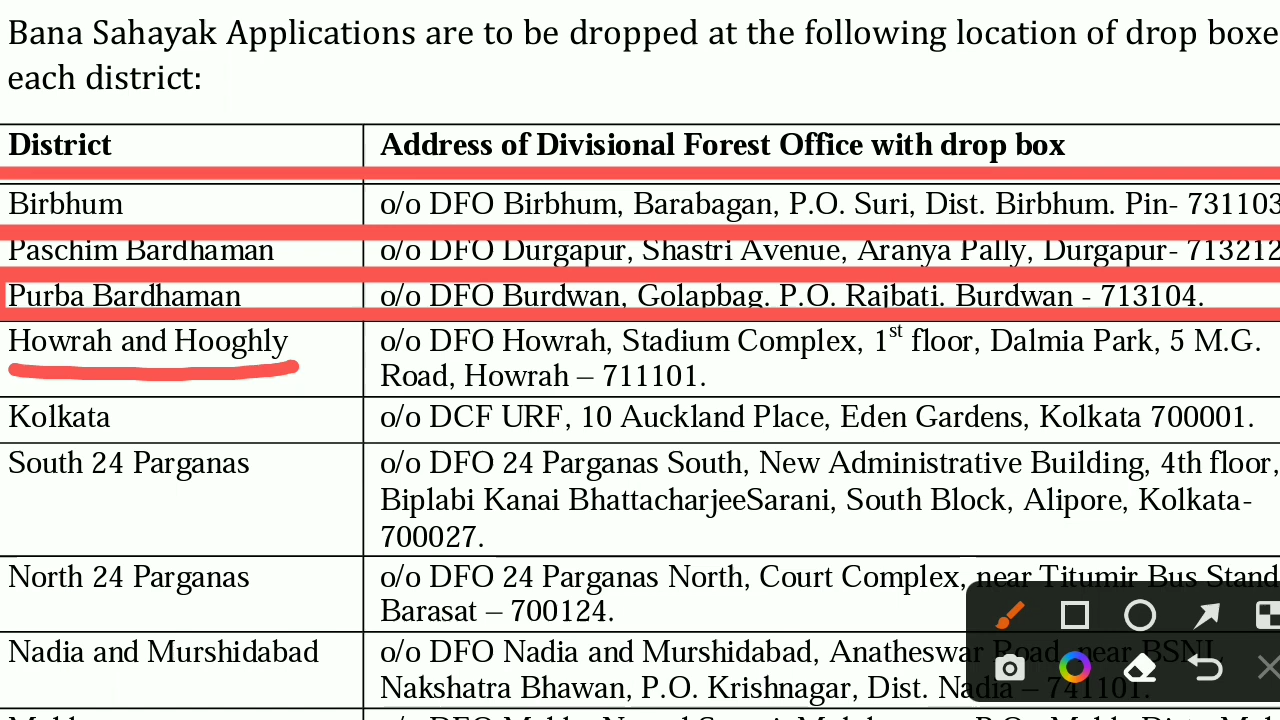 Bana Sahayak Applications are to be dropped at the following location of drop boxe
each district:
District Address of Divisional Forest Office with drop box
Birbhum o/o DFO Birbhum, Barabagan, P.O. Suri, Dist. Birbhum. Pin- 731103
Paschim Bardhaman o/o DFO Durgapur, Shastri Avenue, Aranya Pally, Durgapur- 713212
Purba Bardhaman o/o DFO Burdwan, Golapbag. P.O. Rajbati. Burdwan - 713104.
Howrah and Hooghly o/o DFO Howrah, Stadium Complex, 1st floor, Dalmia Park, 5 M.G.
Road, Howrah – 711101.
Kolkata o/o DCF URF, 10 Auckland Place, Eden Gardens, Kolkata 700001.
South 24 Parganas o/o DFO 24 Parganas South, New Administrative Building, 4th floor,
Biplabi Kanai BhattacharjeeSarani, South Block, Alipore, Kolkata-
700027.
North 24 Parganas o/o DFO 24 Parganas North, Court Complex, near Titumir Bus Stand
Barasat – 700124.
Nadia and Murshidabad o/o DFO Nadia and Murshidabad, Anatheswar Road, near BSNL
Nakshatra Bhawan, P.O. Krishnagar, Dist. Nadia – 741101.